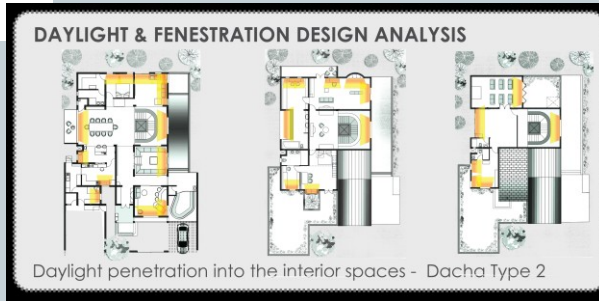 DAYLIGHT & FENESTRATION DESIGN ANALYSIS
Daylight penetration into the interior spaces - Dacha Type 2